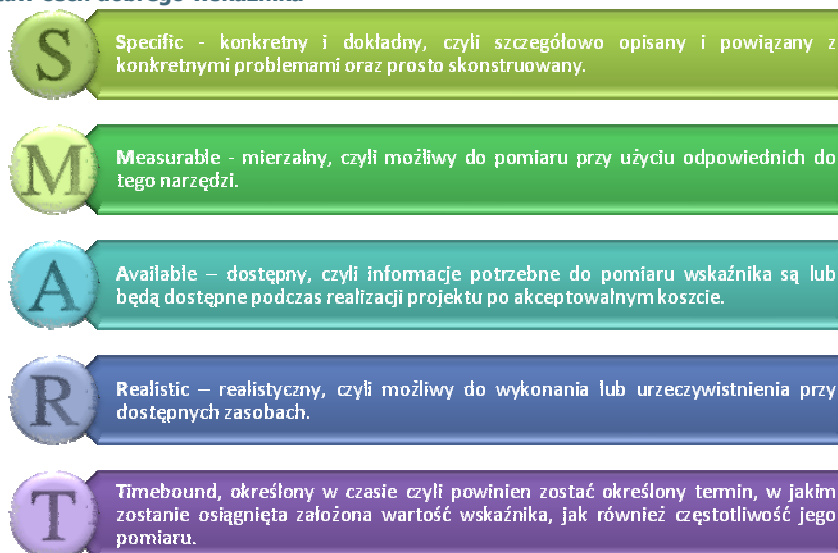 cech dobrego wskaźnika
S
Specific - konkretny i dokładny, czyli szczegółowo opisany i powiązany z
konkretnymi problemami oraz prosto skonstruowany.
M
Measurable - mierzalny, czyli możliwy do pomiaru przy użyciu odpowiednich do
tego narzędzi.
A
Available – dostępny, czyli informacje potrzebne do pomiaru wskaźnika są lub
będą dostępne podczas realizacji projektu po akceptowalnym koszcie.
R
Realistic – realistyczny, czyli możliwy do wykonania lub urzeczywistnienia przy
dostępnych zasobach.
T
Timebound, określony w czasie czyli powinien zostać określony termin, w jakim
zostanie osiągnięta założona wartość wskaźnika, jak również częstotliwość jego
pomiaru.